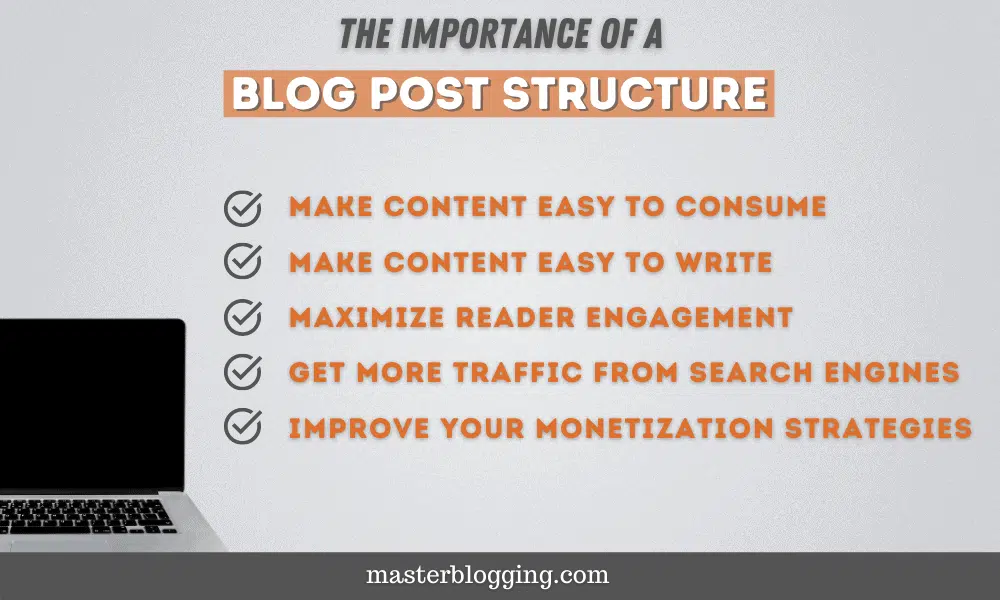 THE IMPORTANCE OF A
BLOG POST STRUCTURE
MAKE CONTENT EASY TO CONSUME
MAKE CONTENT EASY TO WRITE
MAXIMIZE READER ENGAGEMENT
GET MORE TRAFFIC FROM SEARCH ENGINES
IMPROVE YOUR MONETIZATION STRATEGIES
masterblogging.com